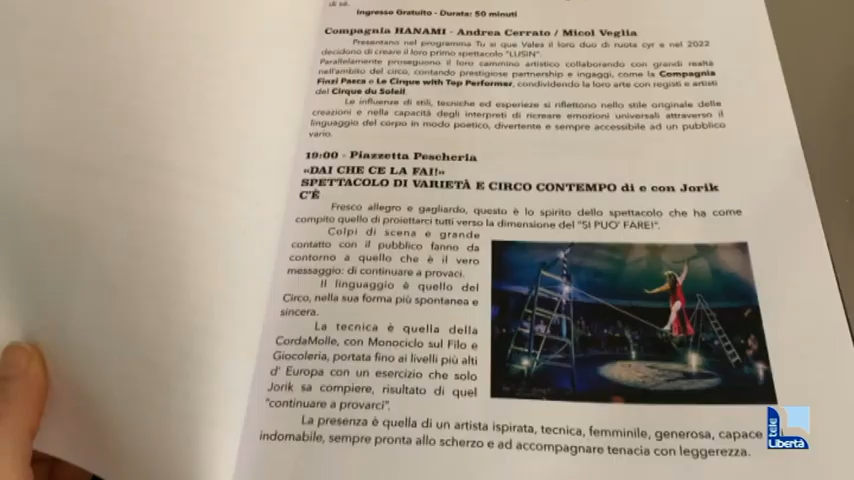 di sé.
Ingresso Gratuito - Durata: 50 minuti
Compagnia HANAMI - Andrea Cerrato / Micol Veglia
Presentano nel programma Tu si que Vales il loro duo di ruota cyr e nel 2022
decidono di creare il loro primo spettacolo "LUSIN".
Parallelamente proseguono il loro cammino artistico collaborando con grandi realtà
nell'ambito del circo, contando prestigiose partnership e ingaggi, come la Compagnia
Finzi Pasca o Le Cirque with Top Performer, condividendo la loro arte con registi e artisti
del Cirque du Soleil.
Le influenze di stili, tecniche ed esperienze si riflettono nello stile originale delle
creazioni e nella capacità degli interpreti di ricreare emozioni universali attraverso il
linguaggio del corpo in modo poetico, divertente e sempre accessibile ad un pubblico
vario.
19:00 - Piazzetta Pescheria
«DAI CHE CE LA FAI!»
SPETTACOLO DI VARIETÀ E CIRCO CONTEMPO di e con Jorik
C'È
Fresco allegro e gagliardo, questo è lo spirito dello spettacolo che ha come
compito quello di proiettarci tutti verso la dimensione del "SI PUO' FARE!".
Colpi di scena e grande
contatto con il pubblico fanno da
contorno a quello che è il vero
messaggio: di continuare a provaci.
Il linguaggio è quello del
Circo, nella sua forma più spontanea e
sincera.
La tecnica è quella della
CordaMolle, con Monociclo sul Filo e
Giocoleria, portata fino ai livelli più alti
d' Europa con un esercizio che solo
Jorik sa compiere, risultato di quel
"continuare a provarci".
La presenza è quella di un artista ispirata, tecnica, femminile, generosa, capace
indomabile, sempre pronta allo scherzo e ad accompagnare tenacia con leggerezza.
tele
Libertà